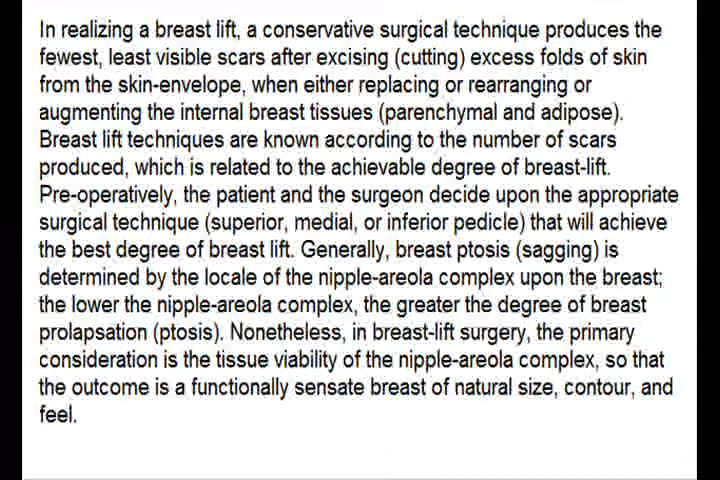 In realizing a breast lift, a conservative surgical technique produces the
fewest, least visible scars after excising (cutting) excess folds of skin
from the skin-envelope, when either replacing or rearranging or
augmenting the internal breast tissues (parenchymal and adipose).
Breast lift techniques are known according to the number of scars
produced, which is related to the achievable degree of breast-lift.
Pre-operatively, the patient and the surgeon decide upon the appropriate
surgical technique (superior, medial, or inferior pedicle) that will achieve
the best degree of breast lift. Generally, breast ptosis (sagging) is
determined by the locale of the nipple-areola complex upon the breast;
the lower the nipple-areola complex, the greater the degree of breast
prolapsation (ptosis). Nonetheless, in breast-lift surgery, the primary
consideration is the tissue viability of the nipple-areola complex, so that
the outcome is a functionally sensate breast of natural size, contour, and
feel.